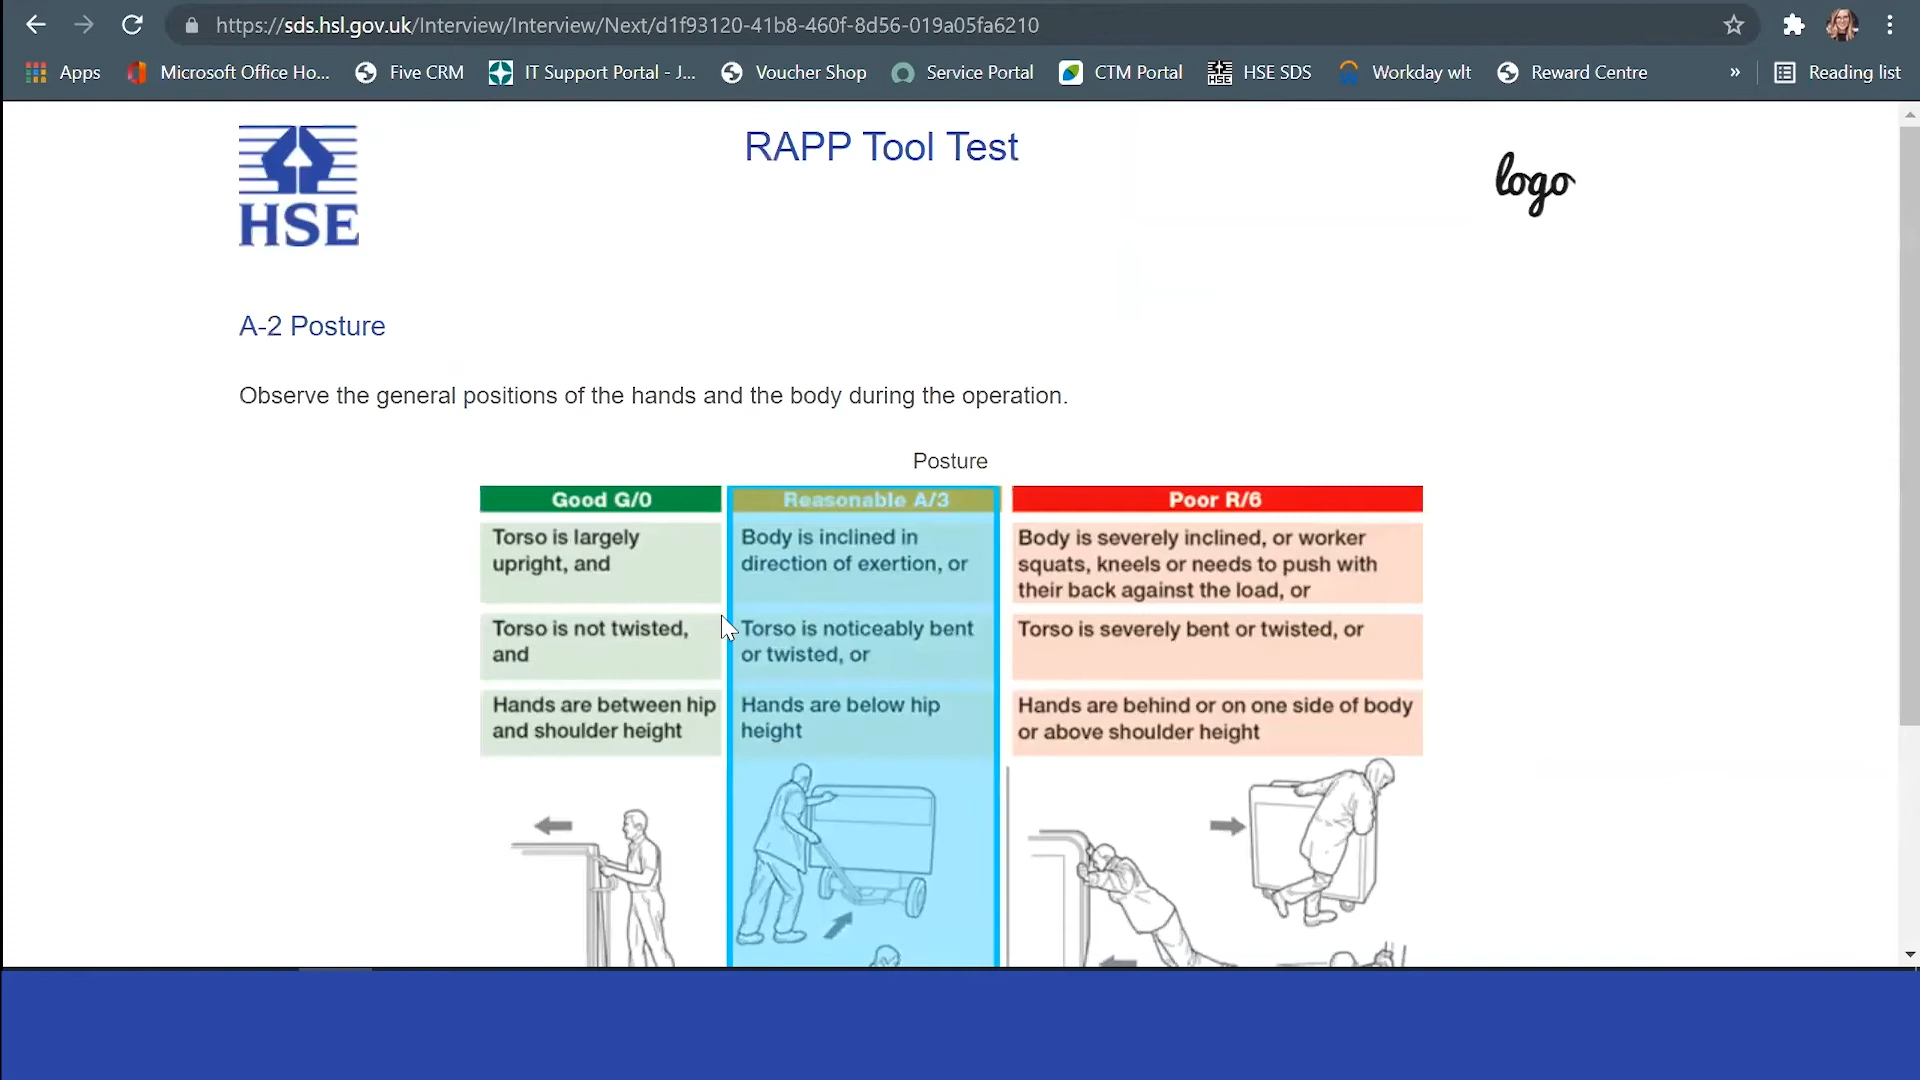 https://sds.hsl.gov.uk/Interview/Interview/Next/d1f93120-41b8-460f-8d56-019a05fa6210
Apps Microsoft Office Ho... Five CRM IT Support Portal - J... Voucher Shop Service Portal CTM Portal HSE SDS Workday wlt Reward Centre » Reading list
RAPP Tool Test
logo
HSE
A-2 Posture
Observe the general positions of the hands and the body during the operation.
Posture
Good G/0 Reasonable A/3 Poor R/6
Torso is largely
upright, and
Body is inclined in
direction of exertion, or
Body is severely inclined, or worker
squats, kneels or needs to push with
their back against the load, or
Torso is not twisted,
and
Torso is noticeably bent
or twisted, or
Torso is severely bent or twisted, or
Hands are between hip
and shoulder height
Hands are below hip
height
Hands are behind or on one side of body
or above shoulder height